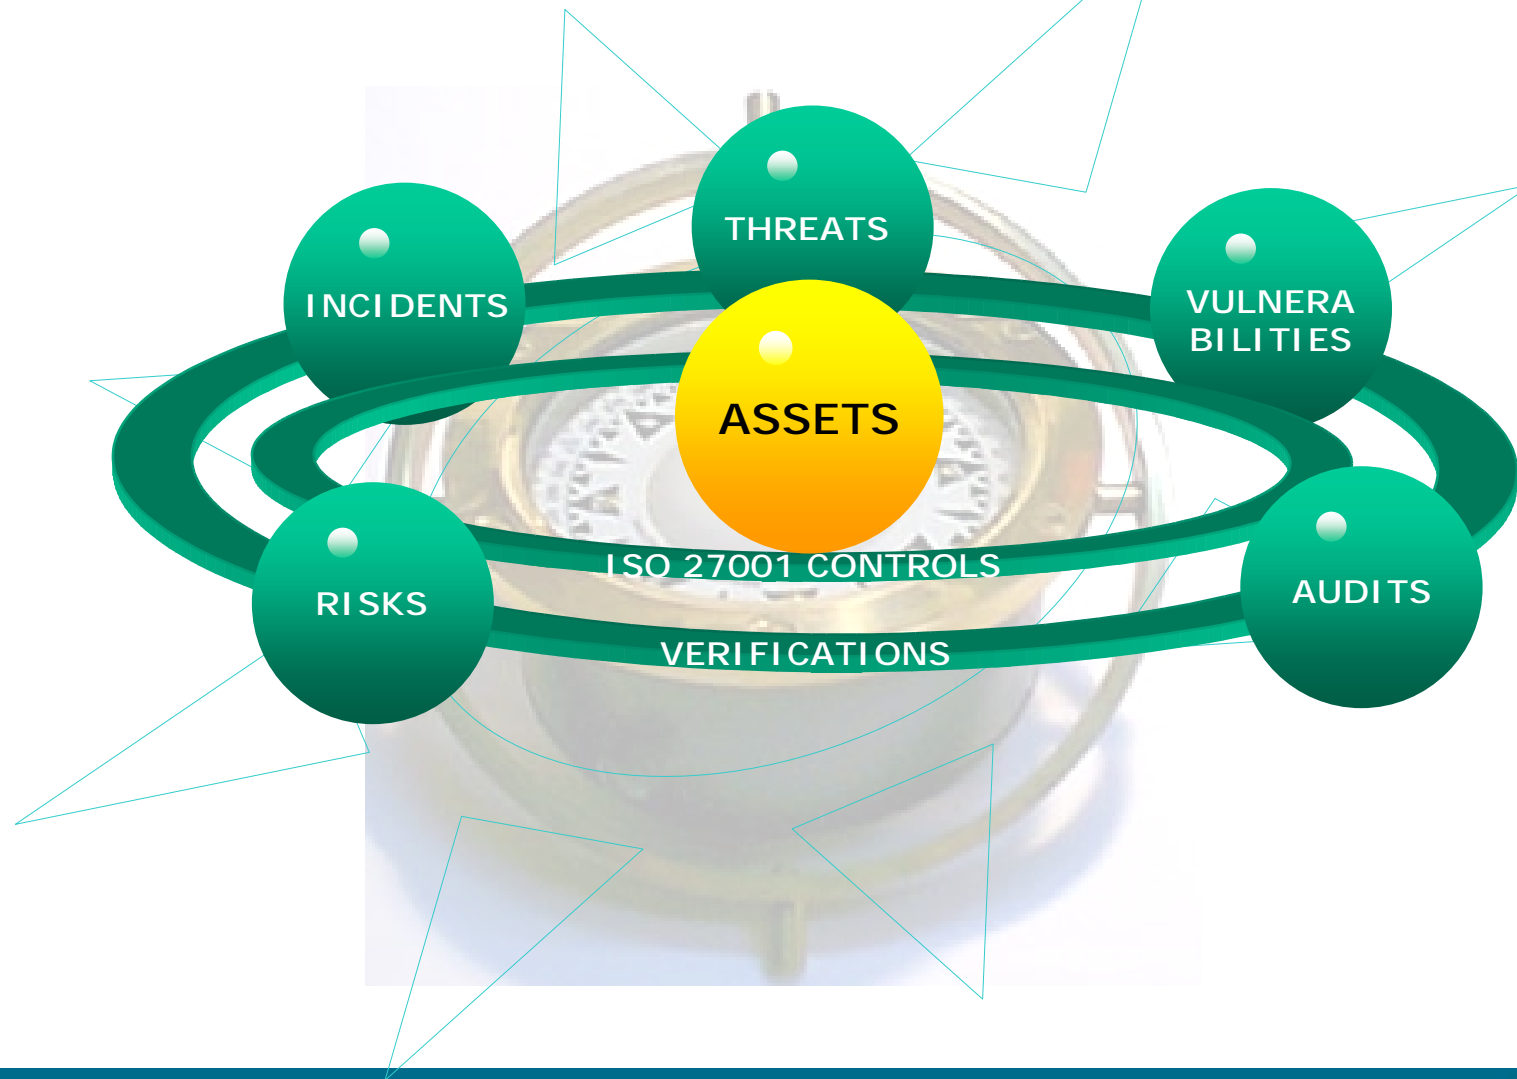 THREATS
INCIDENTS
VULNERA
BILITIES
ASSETS
ISO 27001 CONTROLS
RISKS
AUDITS
VERIFICATIONS